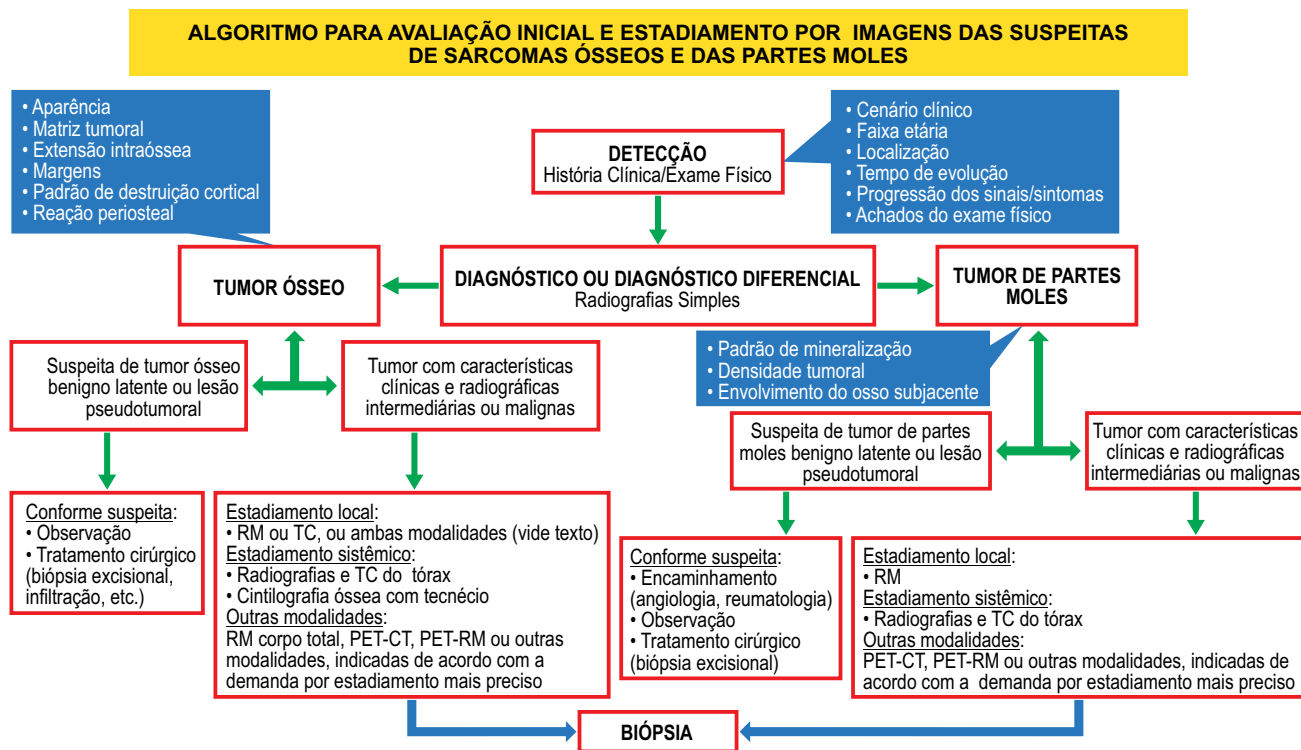 ALGORITMO PARA AVALIAÇÃO INICIAL E ESTADIAMENTO POR IMAGENS DAS SUSPEITAS
DE SARCOMAS ÓSSEOS E DAS PARTES MOLES
• Aparência
• Matriz tumoral
• Extensão intraóssea
• Margens
• Padrão de destruição cortical
• Reação periosteal
DETECÇÃO
História Clínica/Exame Físico
• Cenário clínico
• Faixa etária
• Localização
• Tempo de evolução
• Progressão dos sinais/sintomas
• Achados do exame físico
TUMOR ÓSSEO
DIAGNÓSTICO OU DIAGNÓSTICO DIFERENCIAL
Radiografias Simples
TUMOR DE PARTES
MOLES
Suspeita de tumor ósseo
benigno latente ou lesão
pseudotumoral
Tumor com características
clínicas e radiográficas
intermediárias ou malignas
• Padrão de mineralização
• Densidade tumoral
• Envolvimento do osso subjacente
Suspeita de tumor de partes
moles benigno latente ou lesão
pseudotumoral
Tumor com características
clínicas e radiográficas
intermediárias ou malignas
Conforme suspeita:
• Observação
• Tratamento cirúrgico
(biópsia excisional,
infiltração, etc.)
Estadiamento local:
• RM ou TC, ou ambas modalidades (vide texto)
Estadiamento sistêmico:
• Radiografias e TC do tórax
• Cintilografia óssea com tecnécio
Outras modalidades:
RM corpo total, PET-CT, PET-RM ou outras
modalidades, indicadas de acordo com a
demanda por estadiamento mais preciso
Conforme suspeita:
• Encaminhamento
(angiologia, reumatologia)
• Observação
• Tratamento cirúrgico
(biópsia excisional)
Estadiamento local:
• RM
Estadiamento sistêmico:
• Radiografias e TC do tórax
Outras modalidades:
PET-CT, PET-RM ou outras modalidades, indicadas de
acordo com a demanda por estadiamento mais preciso
BIÓPSIA